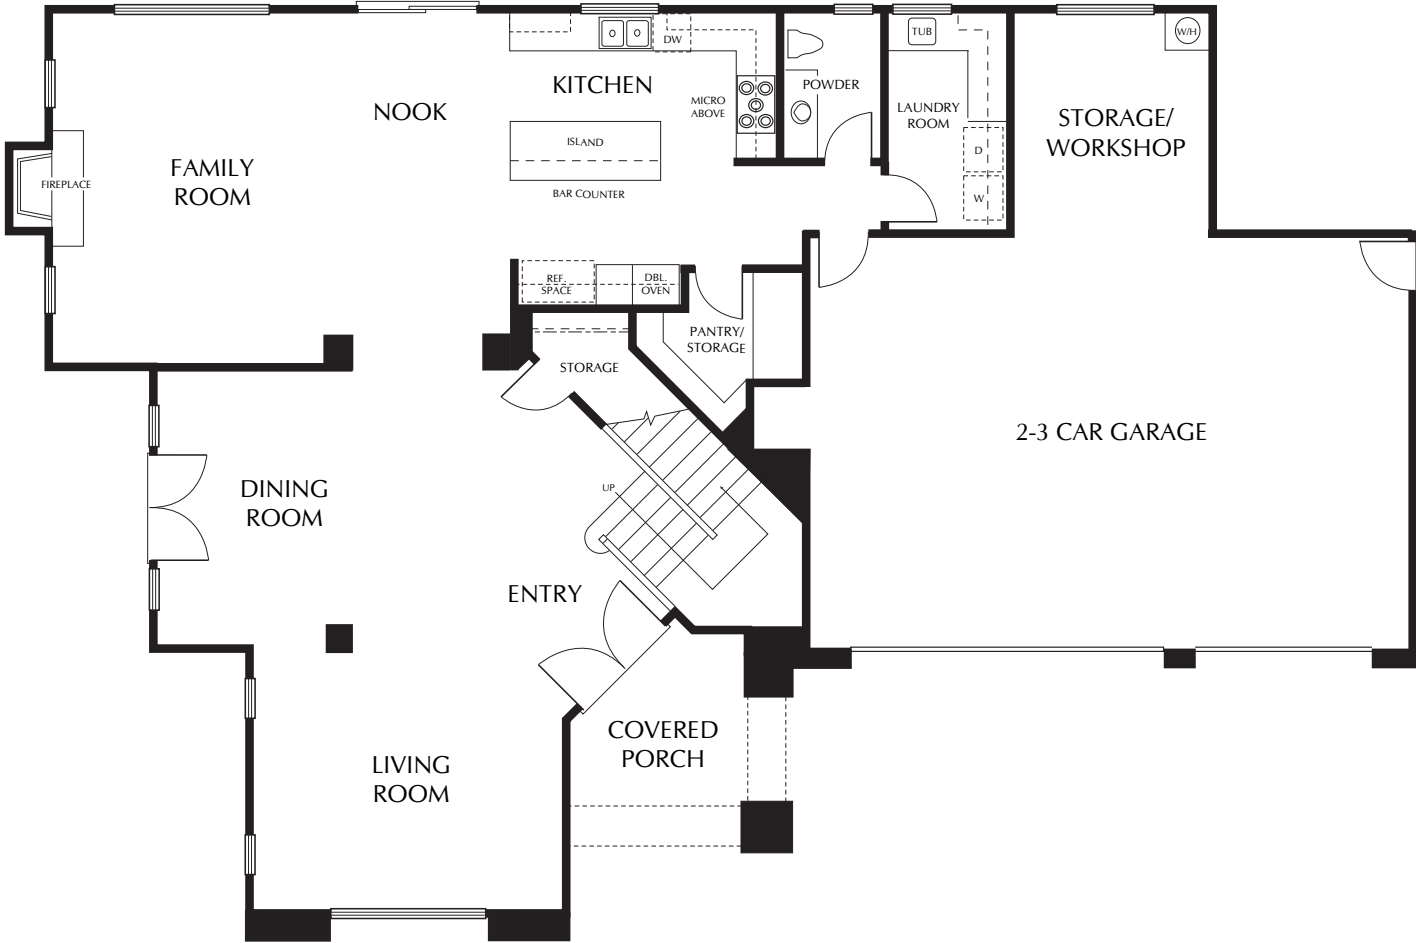 TUB
W/H
DW
KITCHEN
NOOK
MICRO
ABOVE
POWDER
LAUNDRY
ROOM
STORAGE/
WORKSHOP
ISLAND
D
FAMILY
ROOM
FIREPLACE
BAR COUNTER
W
REF.
SPACE
DBL.
OVEN
PANTRY/
STORAGE
STORAGE
2-3 CAR GARAGE
DINING
ROOM
UP
ENTRY
COVERED
PORCH
LIVING
ROOM